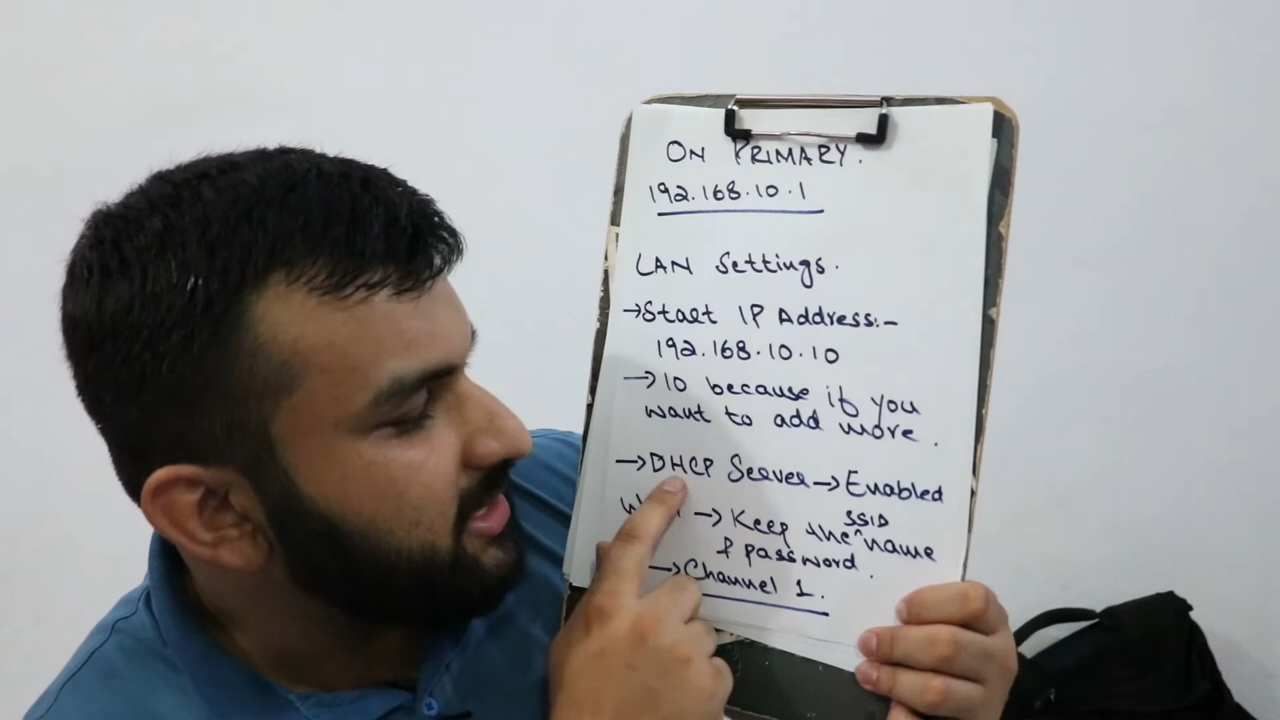 ON PRIMARY.
192.168.10.1
LAN Settings.
→Start IP Address:-
192.168.10.10
→10 because if you
want to add more.
→DHCP Server→Enabled
→Keep the SSID name
& password.
→Channel 1.